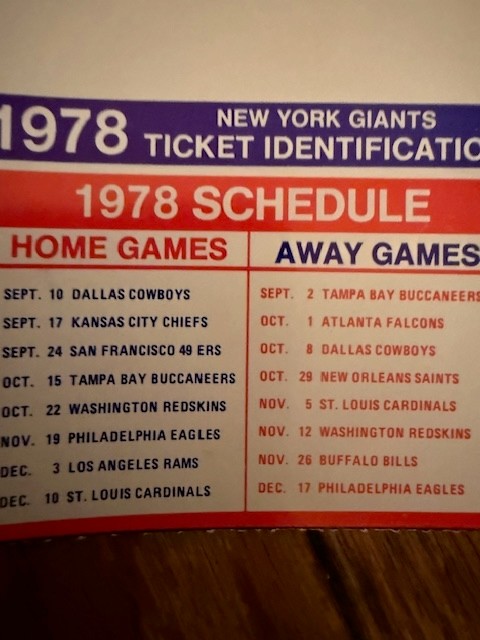 1978
NEW YORK GIANTS
TICKET IDENTIFICATIO
1978 SCHEDULE
HOME GAMES
SEPT. 10 DALLAS COWBOYS
SEPT. 17 KANSAS CITY CHIEFS
SEPT. 24 SAN FRANCISCO 49 ERS
OCT. 15 TAMPA BAY BUCCANEERS
OCT. 22 WASHINGTON REDSKINS
NOV. 19 PHILADELPHIA EAGLES
DEC. 3 LOS ANGELES RAMS
DEC. 10 ST. LOUIS CARDINALS
AWAY GAMES
SEPT. 2 TAMPA BAY BUCCANEERS
OCT. 1 ATLANTA FALCONS
OCT. 8 DALLAS COWBOYS
OCT. 29 NEW ORLEANS SAINTS
NOV. 5 ST. LOUIS CARDINALS
NOV. 12 WASHINGTON REDSKINS
NOV. 26 BUFFALO BILLS
DEC. 17 PHILADELPHIA EAGLES